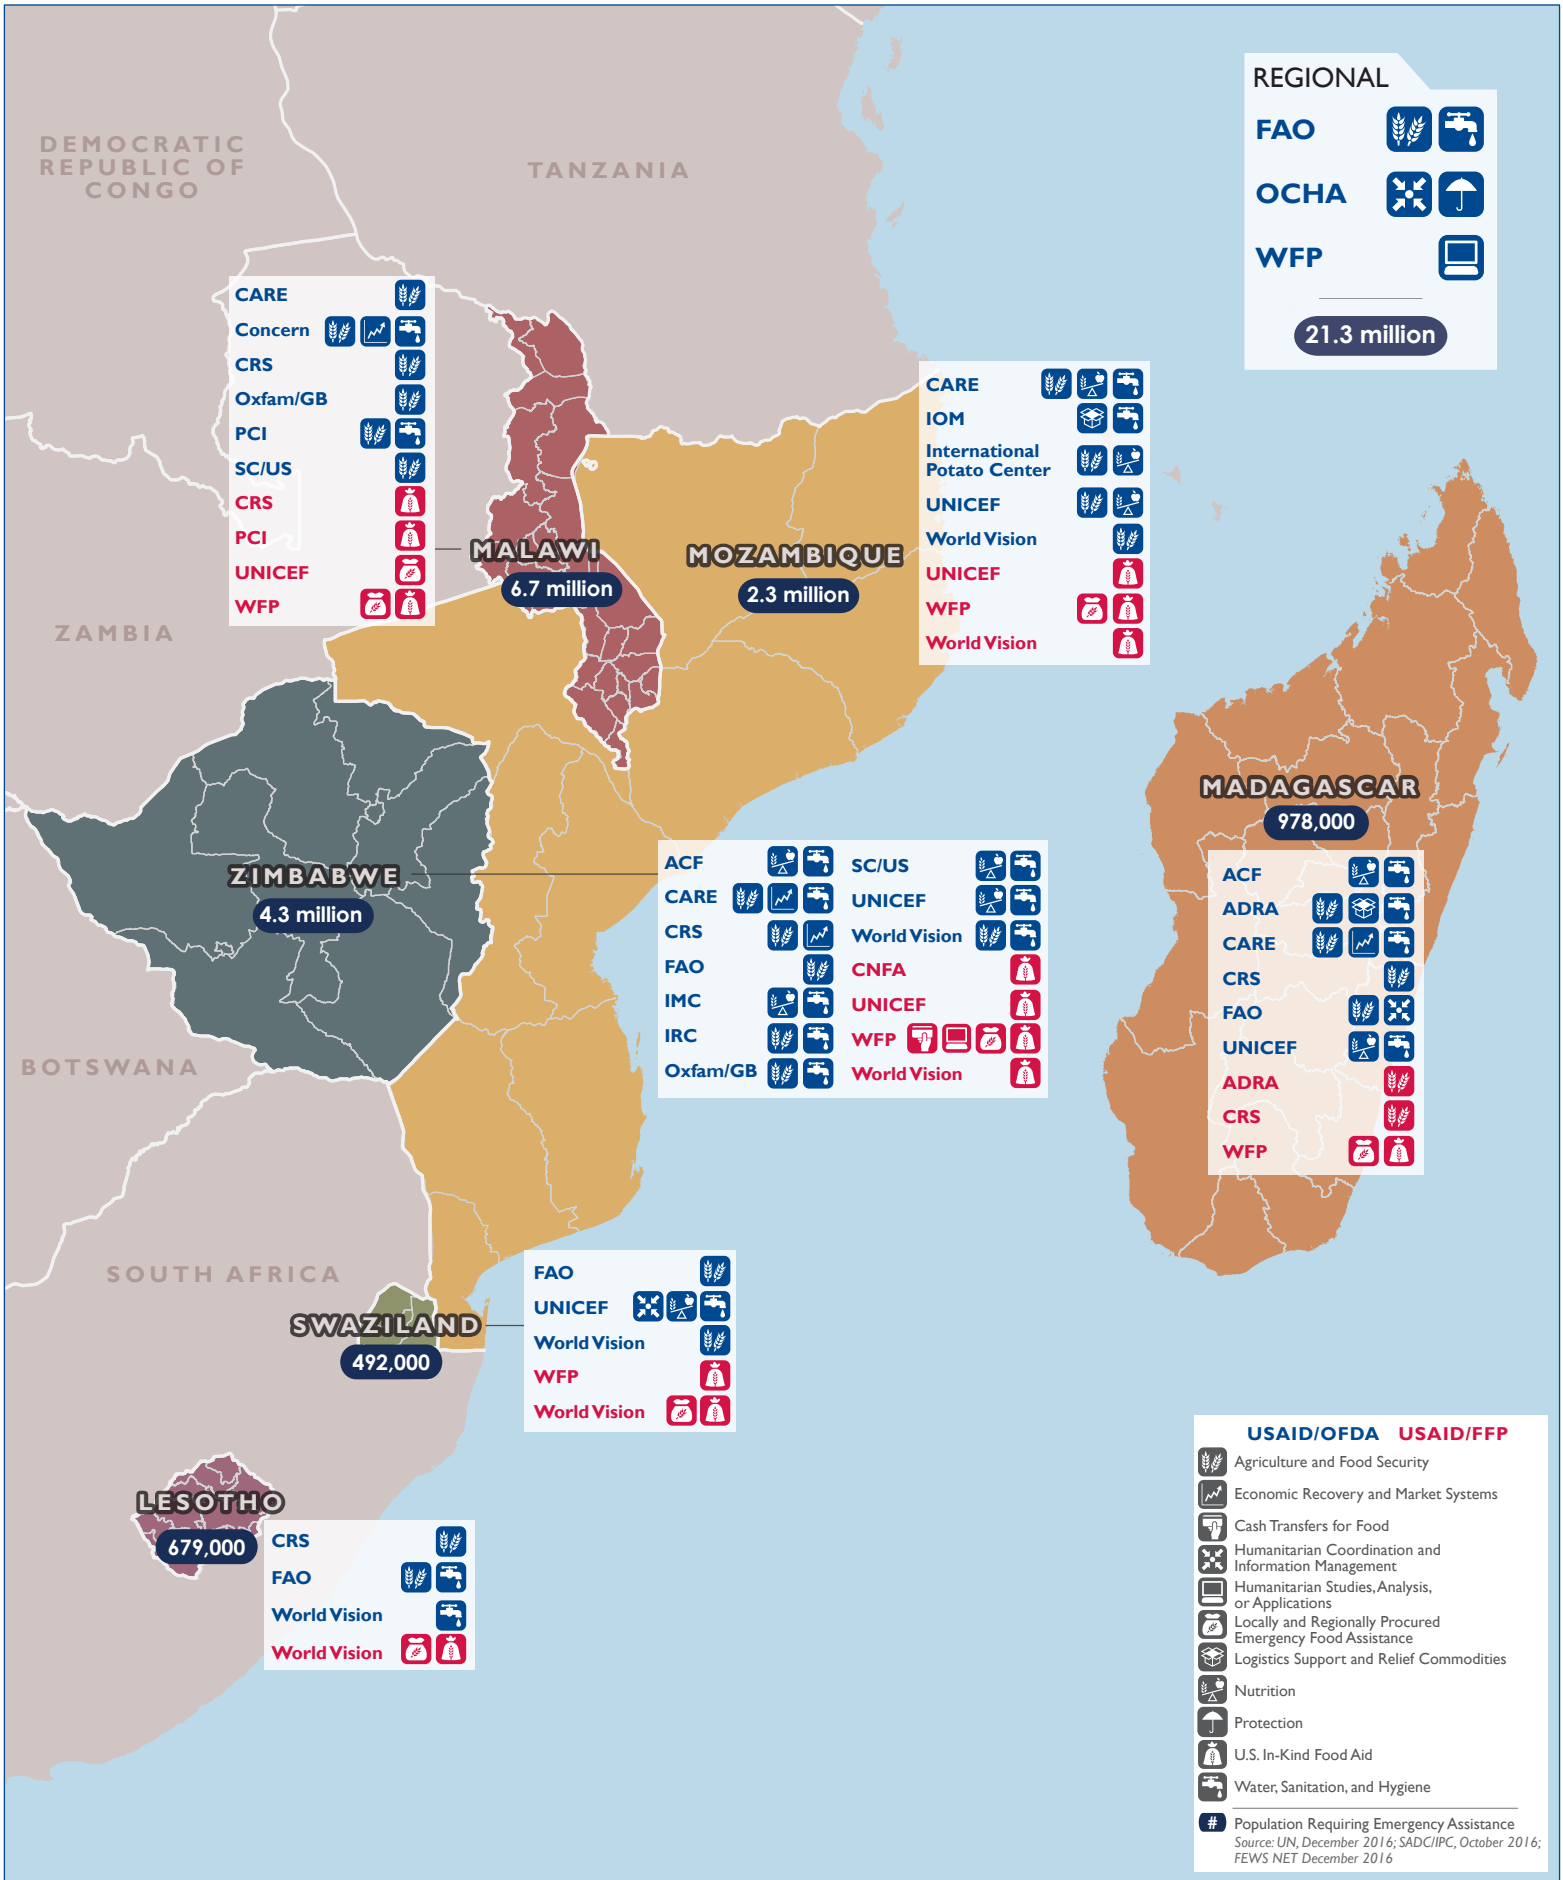 DEMOCRATIC
REPUBLIC OF
CONGO
TANZANIA
REGIONAL
FAO
OCHA
WFP
21.3 million
CARE
Concern
CRS
Oxfam/GB
PCI
SC/US
CRS
PCI
UNICEF
WFP
MALAWI
6.7 million
MOZAMBIQUE
2.3 million
CARE
IOM
International
Potato Center
UNICEF
World Vision
UNICEF
WFP
World Vision
ZAMBIA
MADAGASCAR
978,000
ACF
ADRA
CARE
CRS
FAO
UNICEF
ADRA
CRS
WFP
ZIMBABWE
4.3 million
ACF
CARE
CRS
FAO
IMC
IRC
Oxfam/GB
SC/US
UNICEF
World Vision
CNFA
UNICEF
WFP
World Vision
BOTSWANA
SOUTH AFRICA
SWAZILAND
492,000
FAO
UNICEF
World Vision
WFP
World Vision
LESOTHO
679,000
CRS
FAO
World Vision
World Vision
USAID/OFDA USAID/FFP
Agriculture and Food Security
Economic Recovery and Market Systems
Cash Transfers for Food
Humanitarian Coordination and
Information Management
Humanitarian Studies, Analysis,
or Applications
Locally and Regionally Procured
Emergency Food Assistance
Logistics Support and Relief Commodities
Nutrition
Protection
U.S. In-Kind Food Aid
Water, Sanitation, and Hygiene
# Population Requiring Emergency Assistance
Source: UN, December 2016; SADC/IPC, October 2016;
FEWS NET December 2016